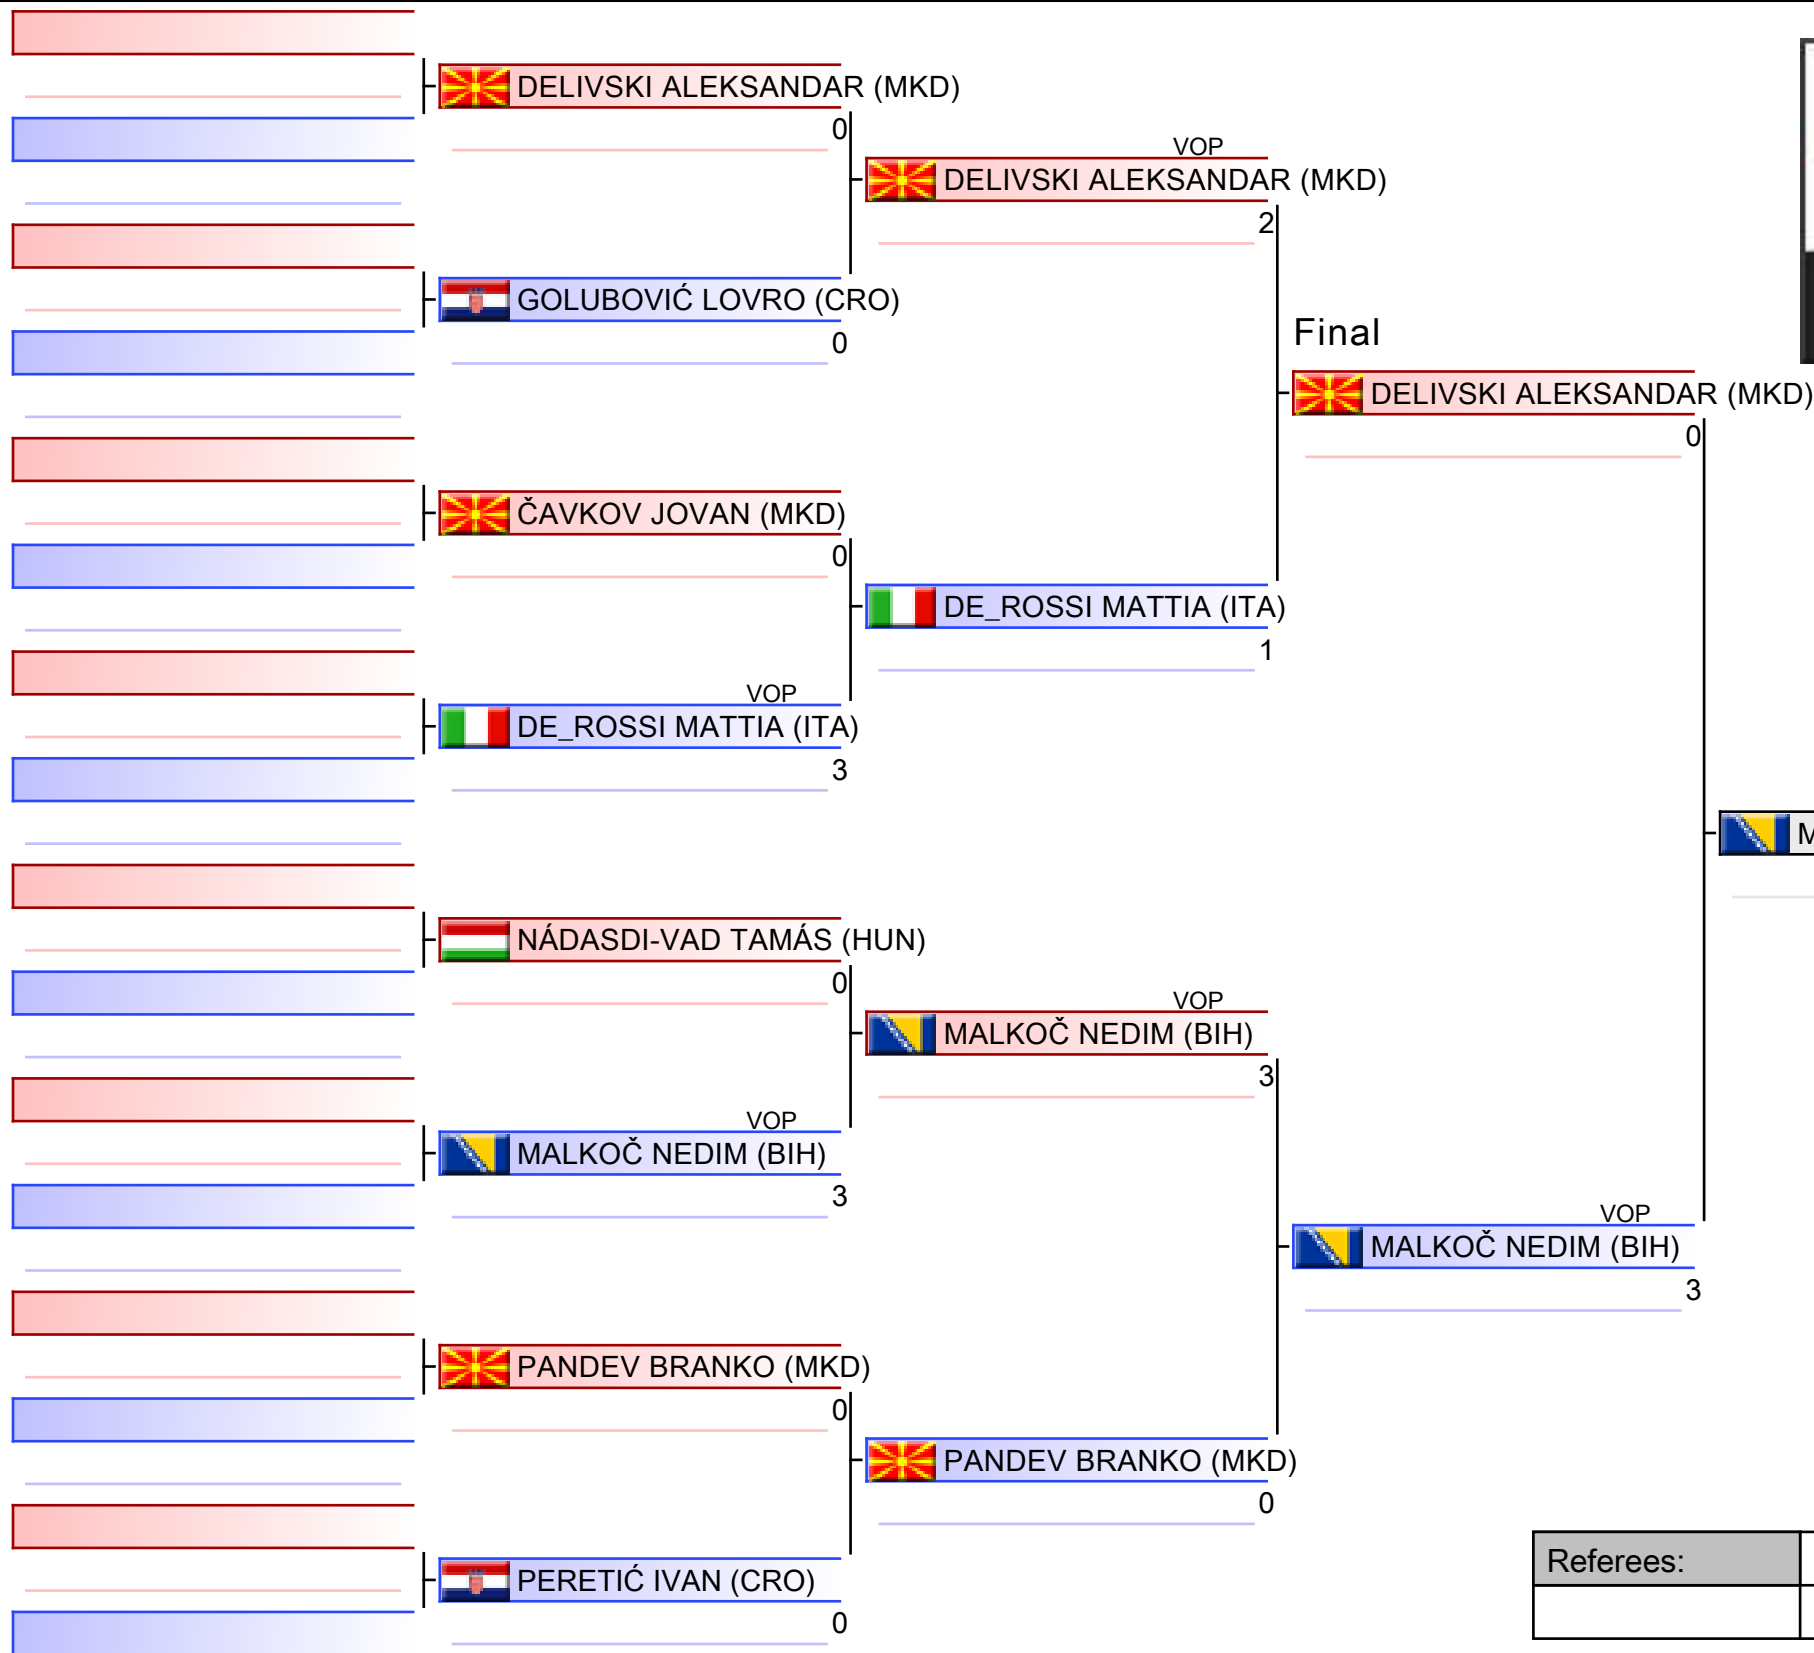 DELIVSKI ALEKSANDAR (MKD)
0
GOLUBOVIĆ LOVRO (CRO)
0
ČAVKOV JOVAN (MKD)
0
VOP
DE_ROSSI MATTIA (ITA)
3
NÁDASDI-VAD TAMÁS (HUN)
0
VOP
MALKOČ NEDIM (BIH)
3
PANDEV BRANKO (MKD)
0
PERETIĆ IVAN (CRO)
0
VOP
DELIVSKI ALEKSANDAR (MKD)
2
DE_ROSSI MATTIA (ITA)
1
VOP
MALKOČ NEDIM (BIH)
3
PANDEV BRANKO (MKD)
0
Final
DELIVSKI ALEKSANDAR (MKD)
0
VOP
MALKOČ NEDIM (BIH)
3
Referees: